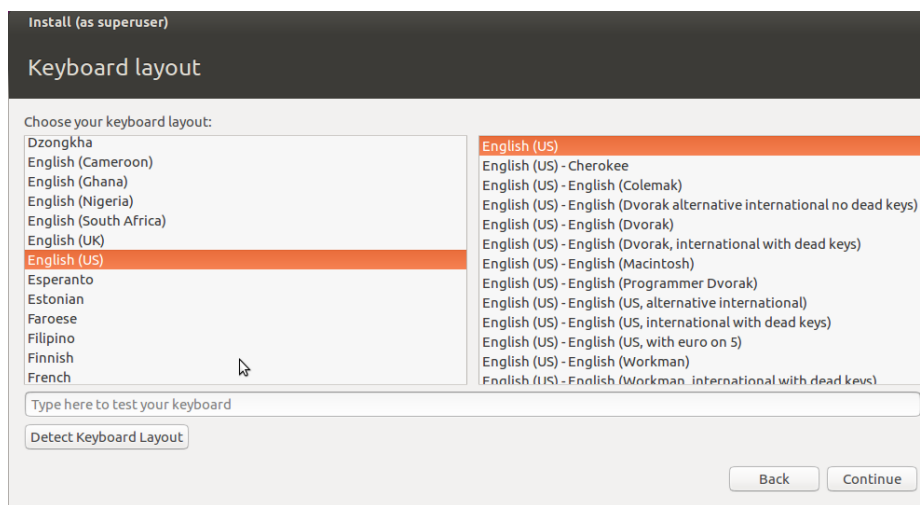 Install (as superuser)
Keyboard layout
Choose your keyboard layout:
Dzongkha
English (Cameroon)
English (Ghana)
English (Nigeria)
English (South Africa)
English (UK)
English (US)
Esperanto
Estonian
Faroese
Filipino
Finnish
French
English (US)
English (US) - Cherokee
English (US) - English (Colemak)
English (US) - English (Dvorak alternative international no dead keys)
English (US) - English (Dvorak)
English (US) - English (Dvorak, international with dead keys)
English (US) - English (Macintosh)
English (US) - English (Programmer Dvorak)
English (US) - English (US, alternative international)
English (US) - English (US, international with dead keys)
English (US) - English (US, with euro on 5)
English (US) - English (Workman)
English (US) - English (Workman, international with dead keys)
Type here to test your keyboard
Detect Keyboard Layout
Back
Continue